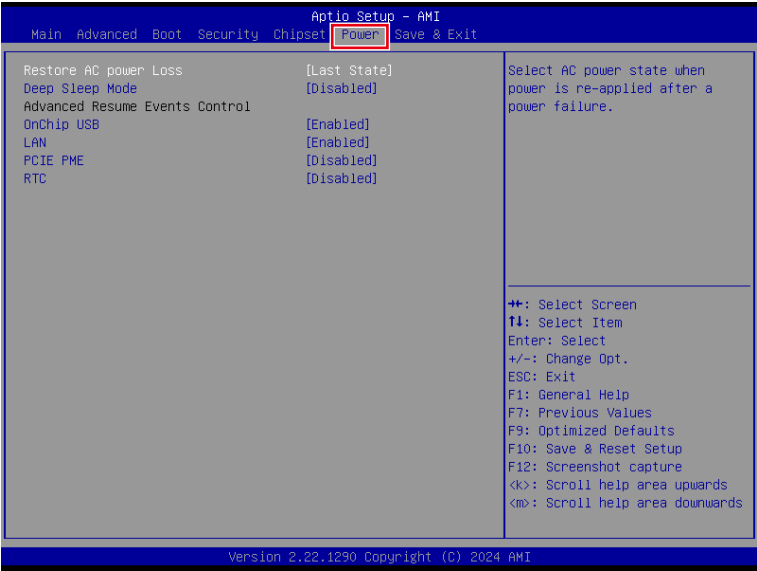 Aptio Setup - AMI
Main Advanced Boot Security Chipset Power Save & Exit
Restore AC power Loss [Last State]
Deep Sleep Mode [Disabled]
Advanced Resume Events Control
OnChip USB [Enabled]
LAN [Enabled]
PCIE PME [Disabled]
RTC [Disabled]
Select AC power state when
power is re-applied after a
power failure.
→←: Select Screen
↑↓: Select Item
Enter: Select
+/-: Change Opt.
ESC: Exit
F1: General Help
F7: Previous Values
F9: Optimized Defaults
F10: Save & Reset Setup
F12: Screenshot capture
<k>: Scroll help area upwards
<m>: Scroll help area downwards
Version 2.22.1290 Copyright (C) 2024 AMI